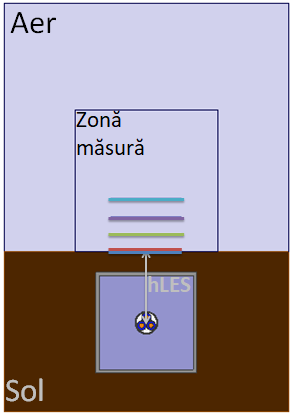 Aer
Zonă
măsură
hLES
Sol